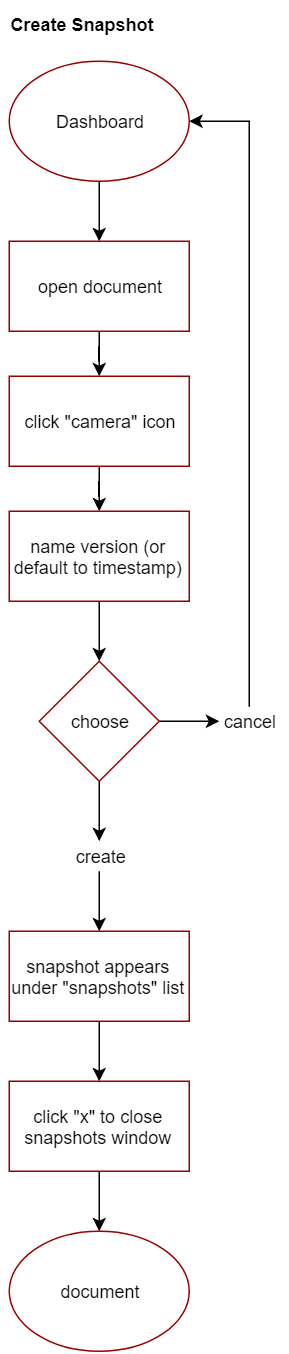 Create Snapshot
Dashboard
open document
click "camera" icon
name version (or
default to timestamp)
choose
cancel
create
snapshot appears
under "snapshots" list
click "x" to close
snapshots window
document